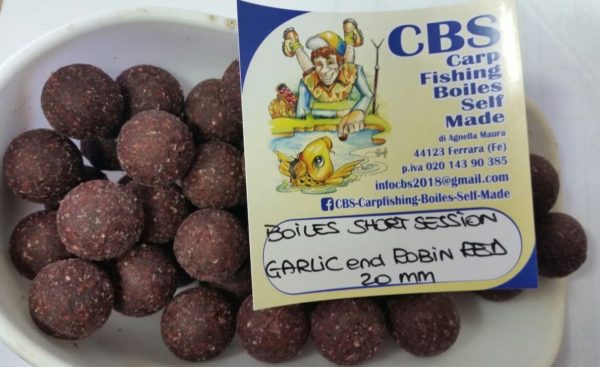 CBS
Carp
Fishing
Boiles
Self
Made
di Agnella Maura
44123 Ferrara (Fe)
p.iva 020 143 90 385
infocbs2018@gmail.com
CBS-Carpfishing-Boiles-Self-Made
BOILES SHORT SESSION
GARLIC end ROBIN RED
20 mm